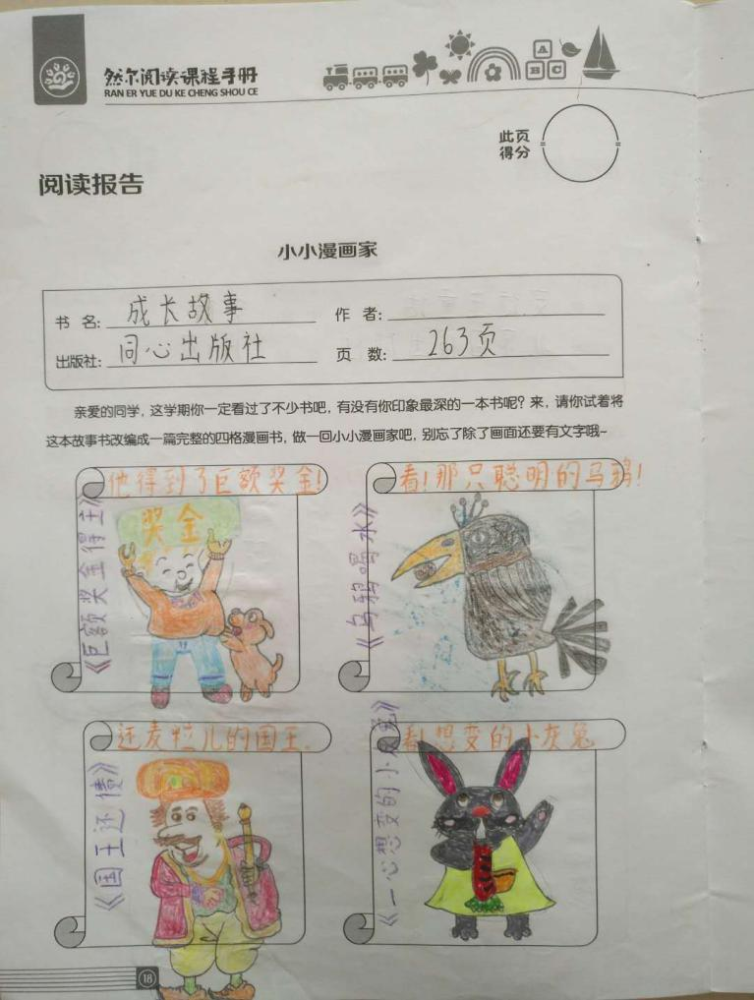 然尔阅读课程手册
RAN ER YUE DU KE CHENG SHOU CE
A
B C
此页
得分
阅读报告
小小漫画家
书 名: 成长故事
作 者:
出版社: 同心出版社
页 数: 263页
亲爱的同学，这学期你一定看过了不少书吧，有没有你印象最深的一本书呢？来，请你试着将
这本故事书改编成一篇完整的四格漫画书，做一回小小漫画家吧，别忘了除了画面还要有文字哦~
他得到了巨额奖金!
《巨额奖金得主》
奖金
看!那只聪明的乌鸦!
《乌鸦喝水》
还麦粒儿的国王.
《国王还债》
看!想变的小灰兔
《一心想变的小灰兔》
18